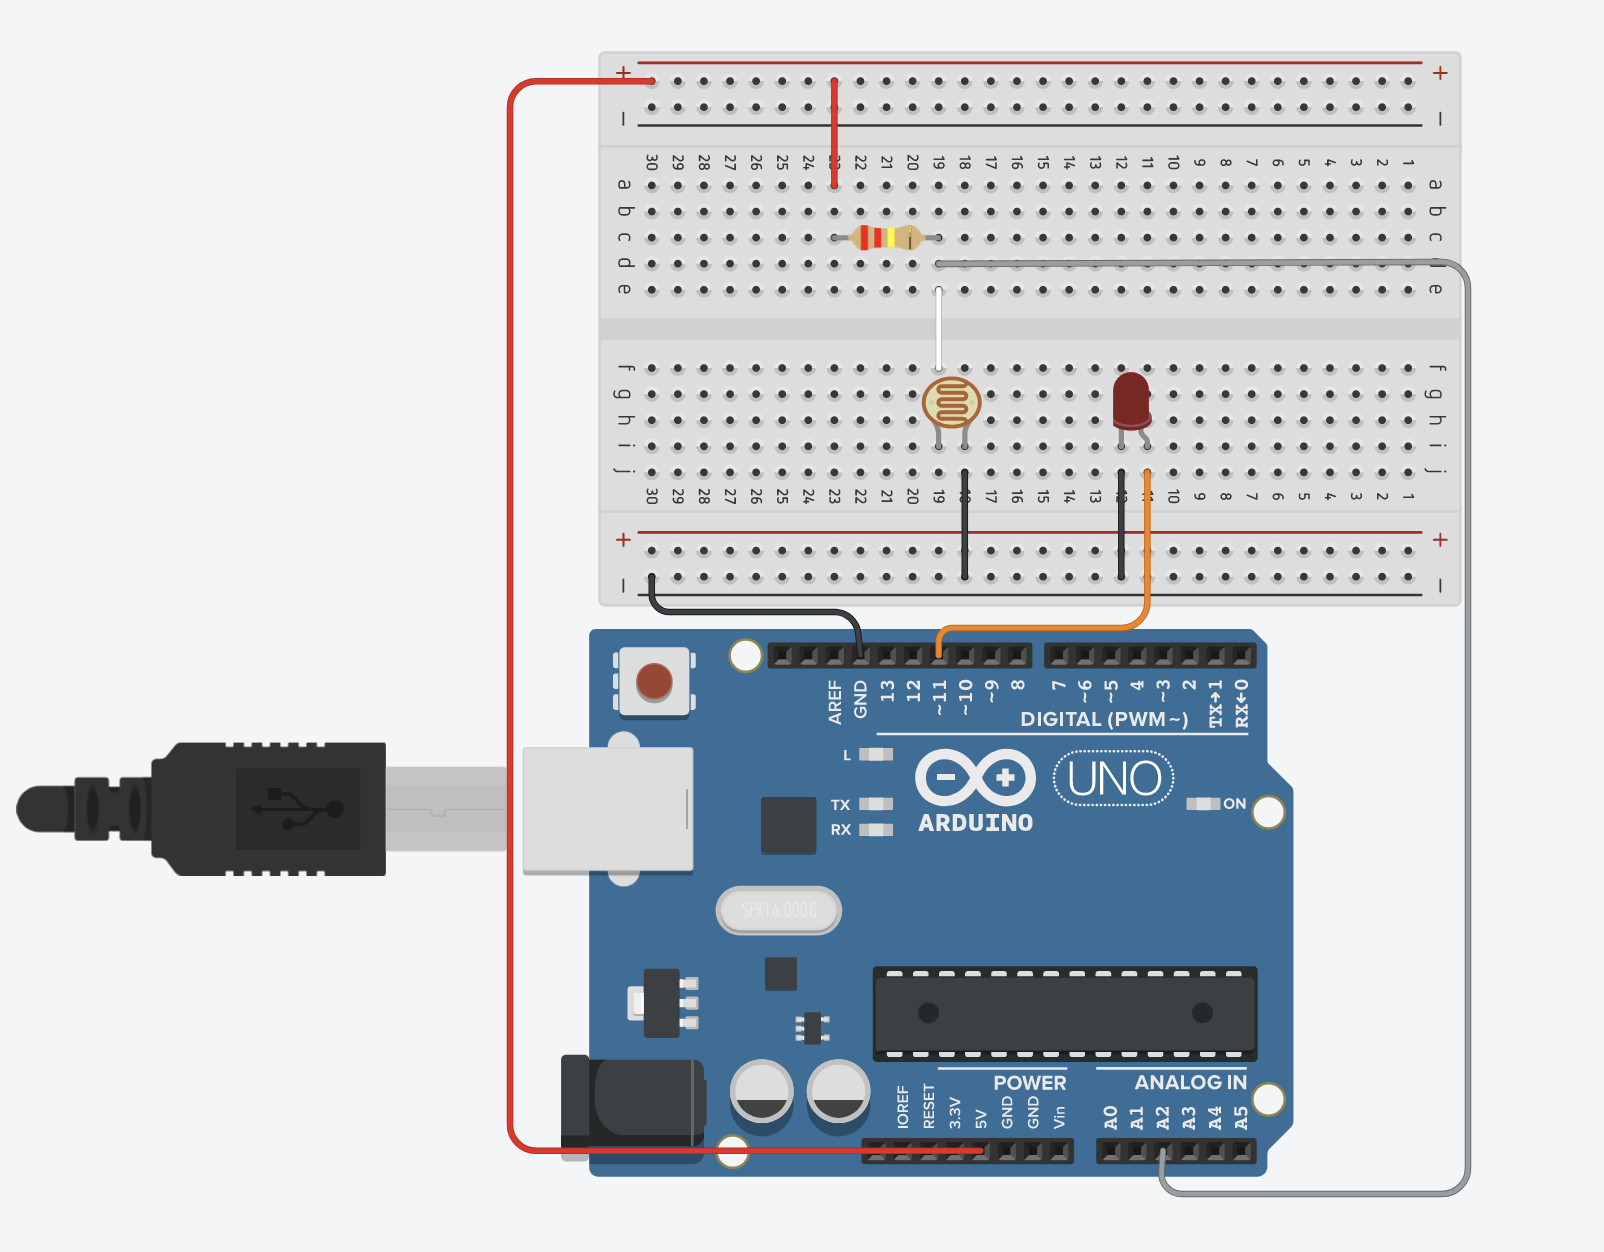 + +
− −
30 29 28 27 26 25 24 22 21 20 19 18 17 16 15 14 13 12 11 10 9 8 7 6 5 4 3 2 1
a a
b b
c c
d
e e
f f
g g
h h
i i
j j
30 29 28 27 26 25 24 23 22 21 20 19 17 16 15 14 13 10 9 8 7 6 5 4 3 2 1
+ +
− −
AREF GND 13 12 ~11 ~10 ~9 8 7 ~6 ~5 4 ~3 2 TX→1 RX←0
DIGITAL (PWM~)
L
TX
RX
UNO
ARDUINO
ON
SPK16.000G
POWER ANALOG IN
IOREF RESET 3.3V 5V GND GND Vin A0 A1 A2 A3 A4 A5